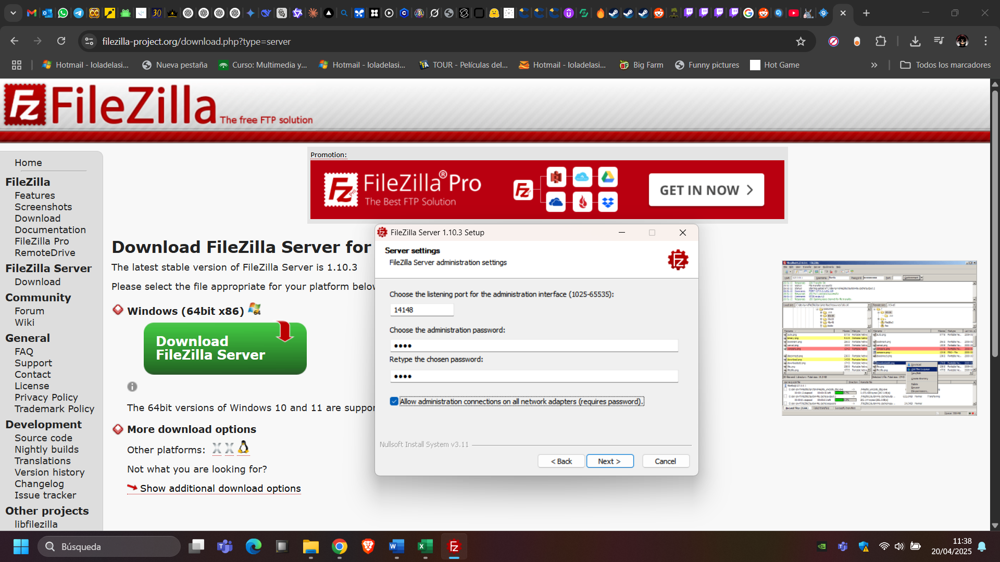 30
filezilla-project.org/download.php?type=server
Hotmail - loladelasi...
Nueva pestaña
Curso: Multimedia y...
Hotmail - loladelasi...
TOUR - Películas del...
Hotmail - loladelasi...
Big Farm
Funny pictures
Hot Game
»
Todos los marcadores
FileZilla
The free FTP solution
Promotion:
FileZilla® Pro
The Best FTP Solution
GET IN NOW
Home
FileZilla
Features
Screenshots
Download
Documentation
FileZilla Pro
RemoteDrive
FileZilla Server
Download
Community
Forum
Wiki
General
FAQ
Support
Contact
License
Privacy Policy
Trademark Policy
Development
Source code
Nightly builds
Translations
Version history
Changelog
Issue tracker
Other projects
libfilezilla
Download FileZilla Server for
The latest stable version of FileZilla Server is 1.10.3
Please select the file appropriate for your platform below
Windows (64bit x86)
Download
FileZilla Server
The 64bit versions of Windows 10 and 11 are suppor
More download options
Other platforms:
Not what you are looking for?
Show additional download options
FileZilla Server 1.10.3 Setup
Server settings
FileZilla Server administration settings
Choose the listening port for the administration interface (1025-65535):
14148
Choose the administration password:
••••
Retype the chosen password:
••••
Allow administration connections on all network adapters (requires password).
Nullsoft Install System v3.11
< Back
Next >
Cancel
Búsqueda
11:38
20/04/2025